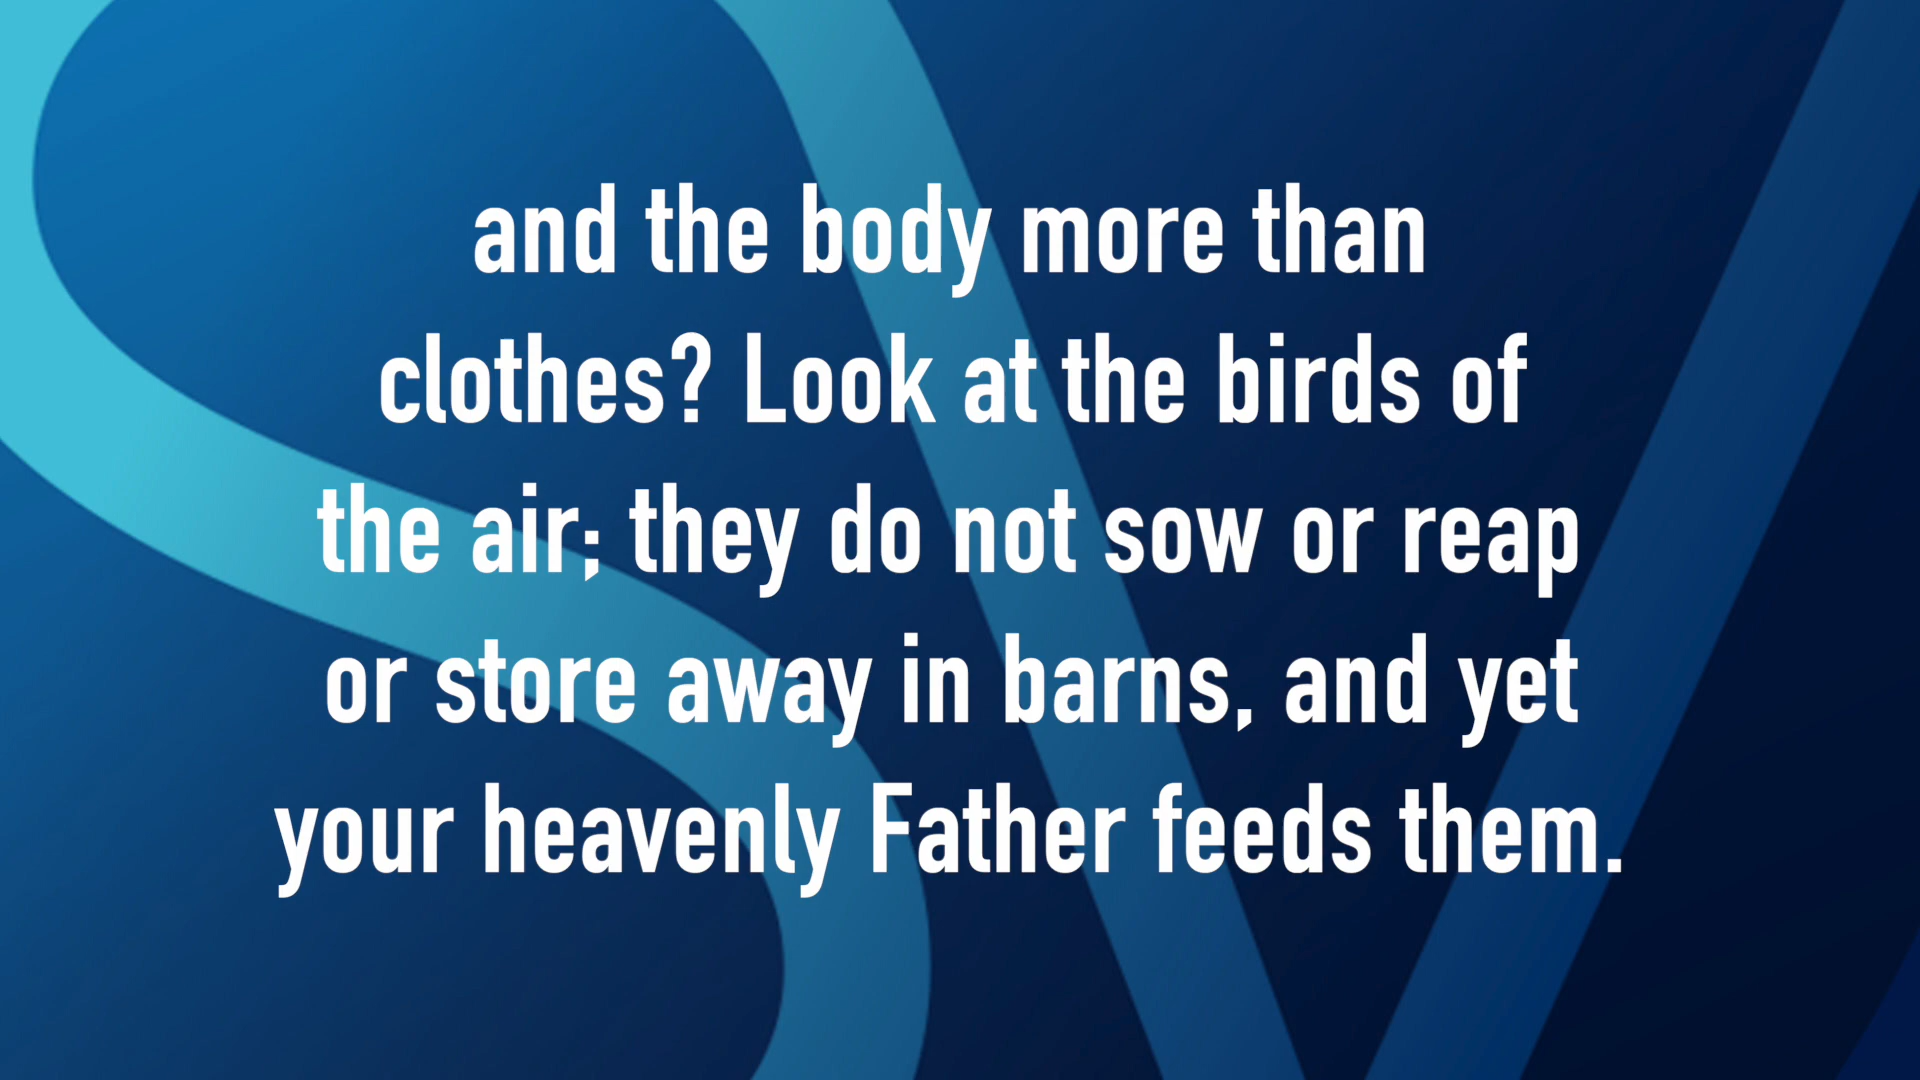 and the body more than
clothes? Look at the birds of
the air; they do not sow or reap
or store away in barns, and yet
your heavenly Father feeds them.